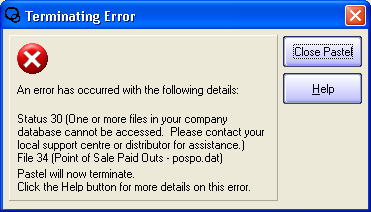 Terminating Error
Close Pastel
Help
An error has occurred with the following details:
Status 30 (One or more files in your company
database cannot be accessed.  Please contact your
local support centre or distributor for assistance.)
File 34 (Point of Sale Paid Outs - pospo.dat)
Pastel will now terminate.
Click the Help button for more details on this error.